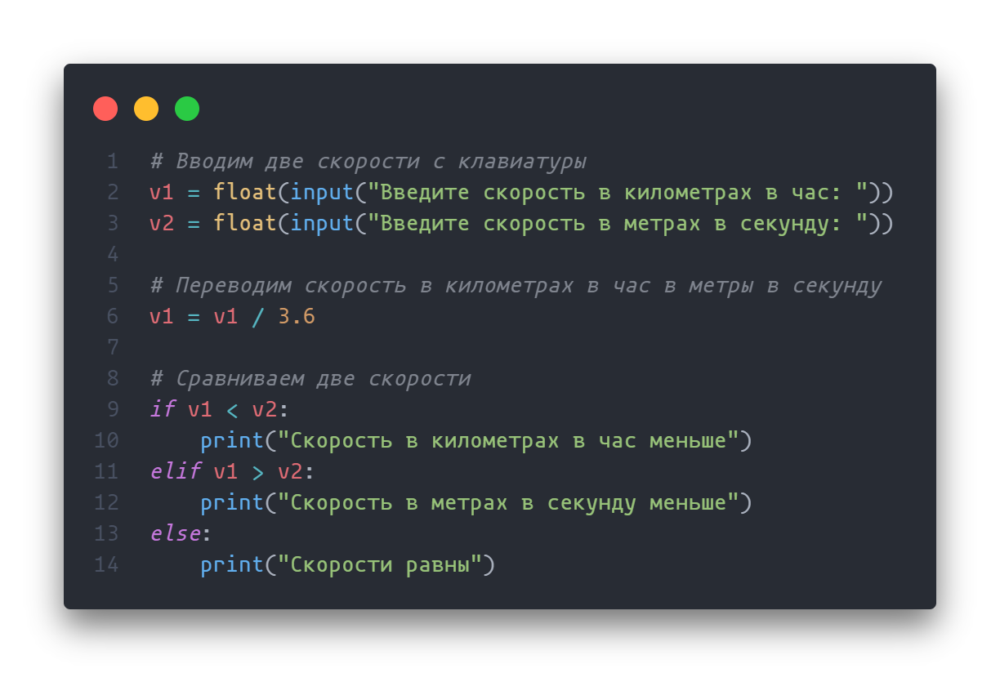 1 # Вводим две скорости с клавиатуры
2 v1 = float(input("Введите скорость в километрах в час: "))
3 v2 = float(input("Введите скорость в метрах в секунду: "))
4
5 # Переводим скорость в километрах в час в метры в секунду
6 v1 = v1 / 3.6
7
8 # Сравниваем две скорости
9 if v1 < v2:
10     print("Скорость в километрах в час меньше")
11 elif v1 > v2:
12     print("Скорость в метрах в секунду меньше")
13 else:
14     print("Скорости равны")